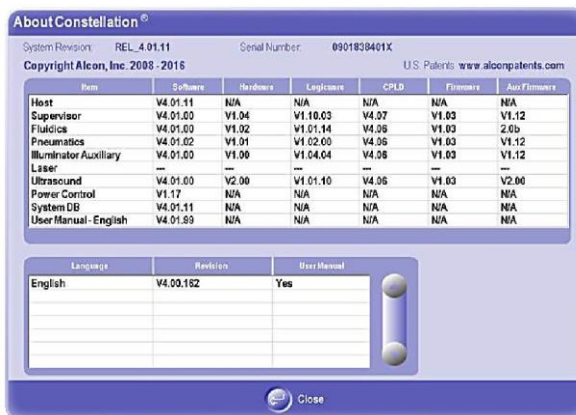 About Constellation ®
System Revision: REL_4.01.11 Serial Number: 0901838401X
Copyright Alcon, Inc. 2008 - 2016 U.S. Patents www.alconpatents.com
Item Software Hardware Logicware CPLD Firmware Aux Firmware
Host V4.01.11 N/A N/A N/A N/A N/A
Supervisor V4.01.00 V1.04 V1.10.03 V4.07 V1.03 V1.12
Fluidics V4.01.00 V1.02 V1.01.14 V4.06 V1.03 2.0b
Pneumatics V4.01.02 V1.01 V1.02.00 V4.06 V1.03 V1.12
Illuminator Auxiliary V4.01.00 V1.00 V1.04.04 V4.06 V1.03 V1.12
Laser --- --- --- --- --- ---
Ultrasound V4.01.00 V2.00 V1.01.10 V4.06 V1.03 V2.00
Power Control V1.17 N/A N/A N/A N/A N/A
System DB V4.01.11 N/A N/A N/A N/A N/A
User Manual - English V4.01.99 N/A N/A N/A N/A N/A
Language Revision User Manual
English V4.00.162 Yes
Close